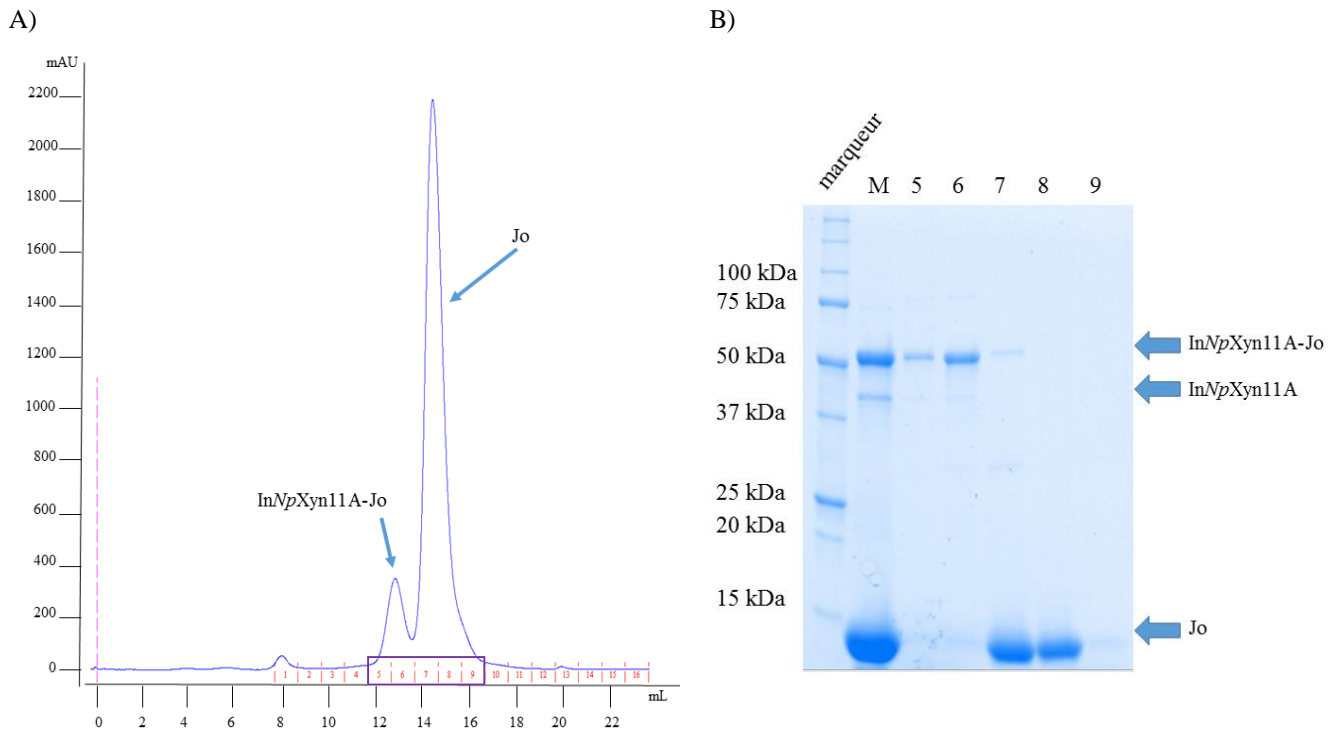 A)
mAU
2200
2000
1800
1600
1400
1200
1000
800
600
400
200
0
Jo
InNpXyn11A-Jo
1 2 3 4 5 6 7 8 9 10 11 12 13 14 15 16
mL
0 2 4 6 8 10 12 14 16 18 20 22
B)
marqueur
M 5 6 7 8 9
100 kDa
75 kDa
50 kDa
37 kDa
25 kDa
20 kDa
15 kDa
InNpXyn11A-Jo
InNpXyn11A
Jo